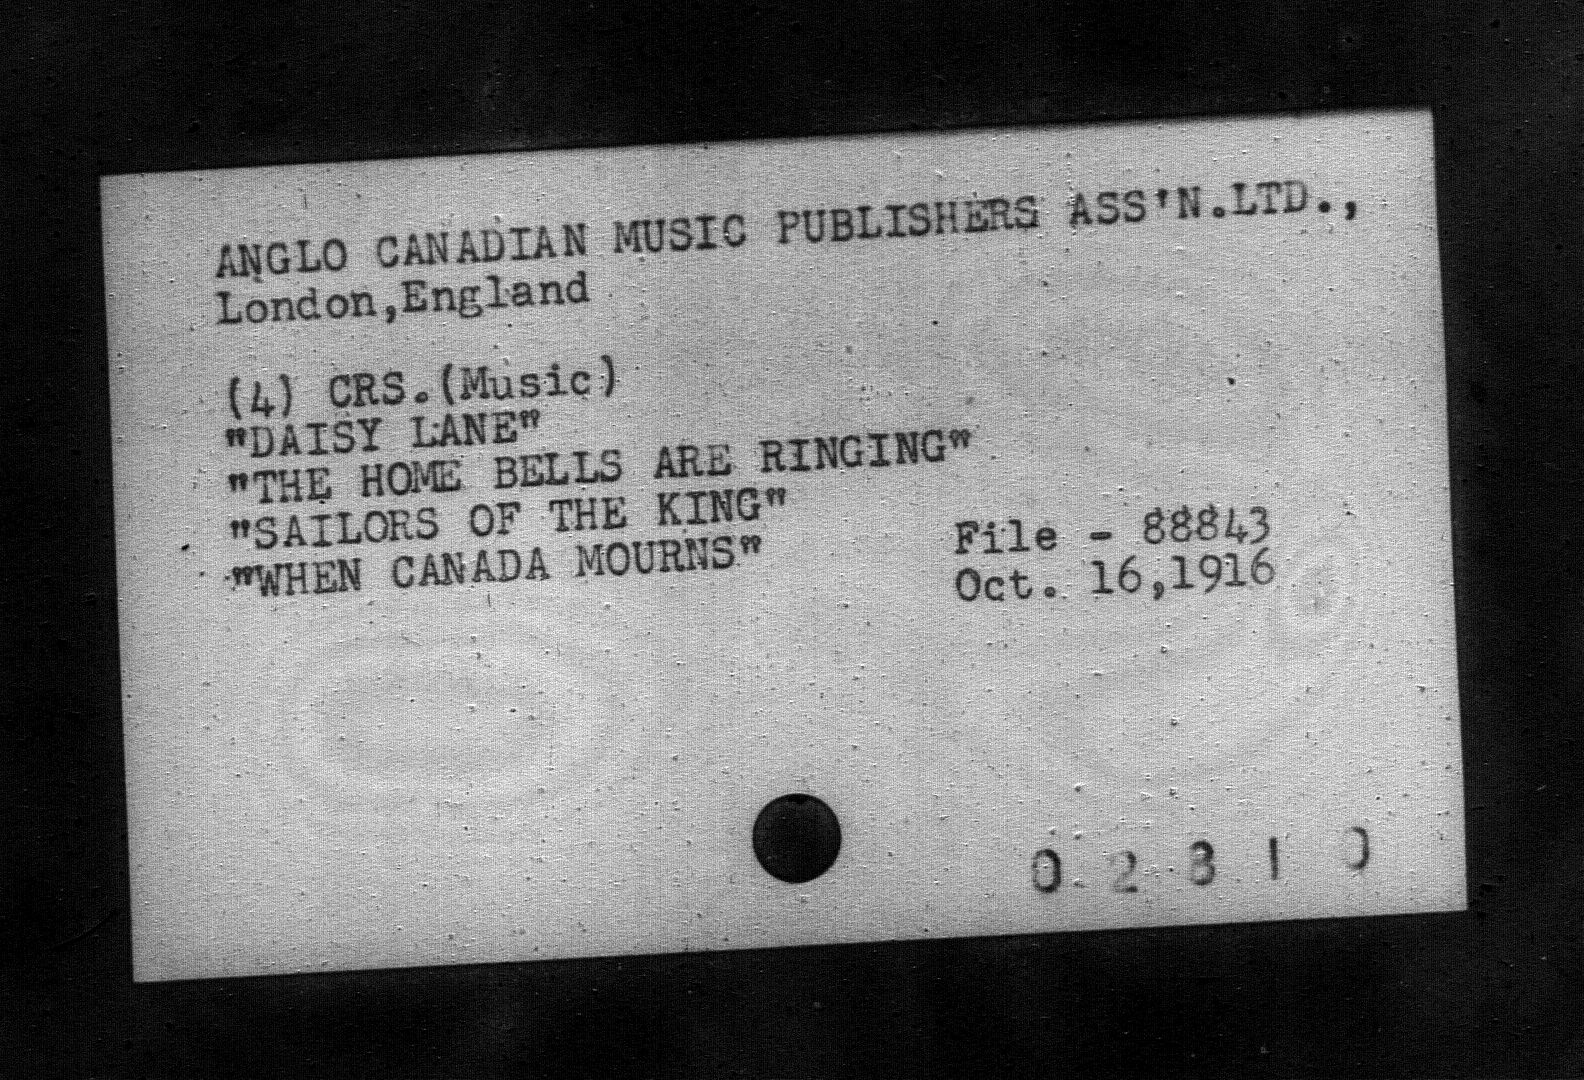 ANGLO CANADIAN MUSIC PUBLISHERS ASS'N.LTD.,
London,England
(4) CRS.(Music)
"DAISY LANE"
"THE HOME BELLS ARE RINGING"
"SAILORS OF THE KING"
"WHEN CANADA MOURNS"
File - 88843
Oct. 16,1916
0 2 3 1 0